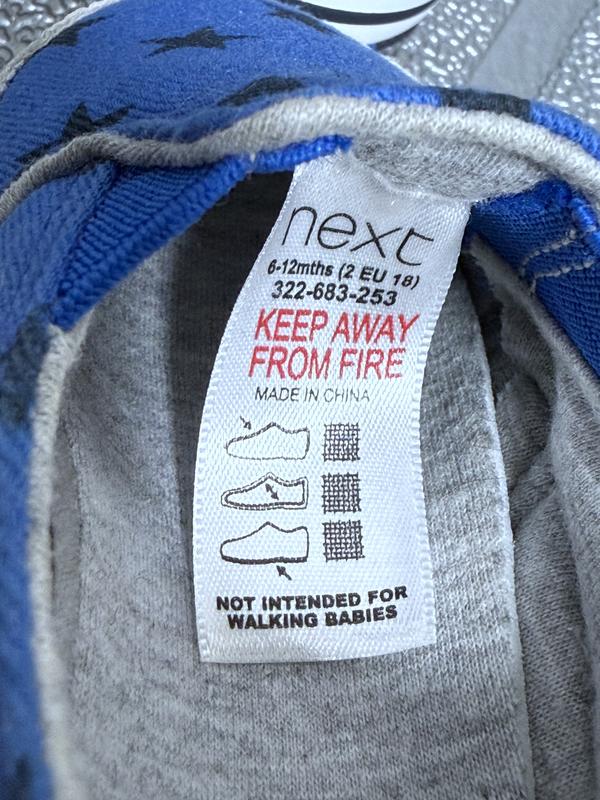 next
6-12mths (2 EU 18)
322-683-253
KEEP AWAY
FROM FIRE
MADE IN CHINA
NOT INTENDED FOR
WALKING BABIES